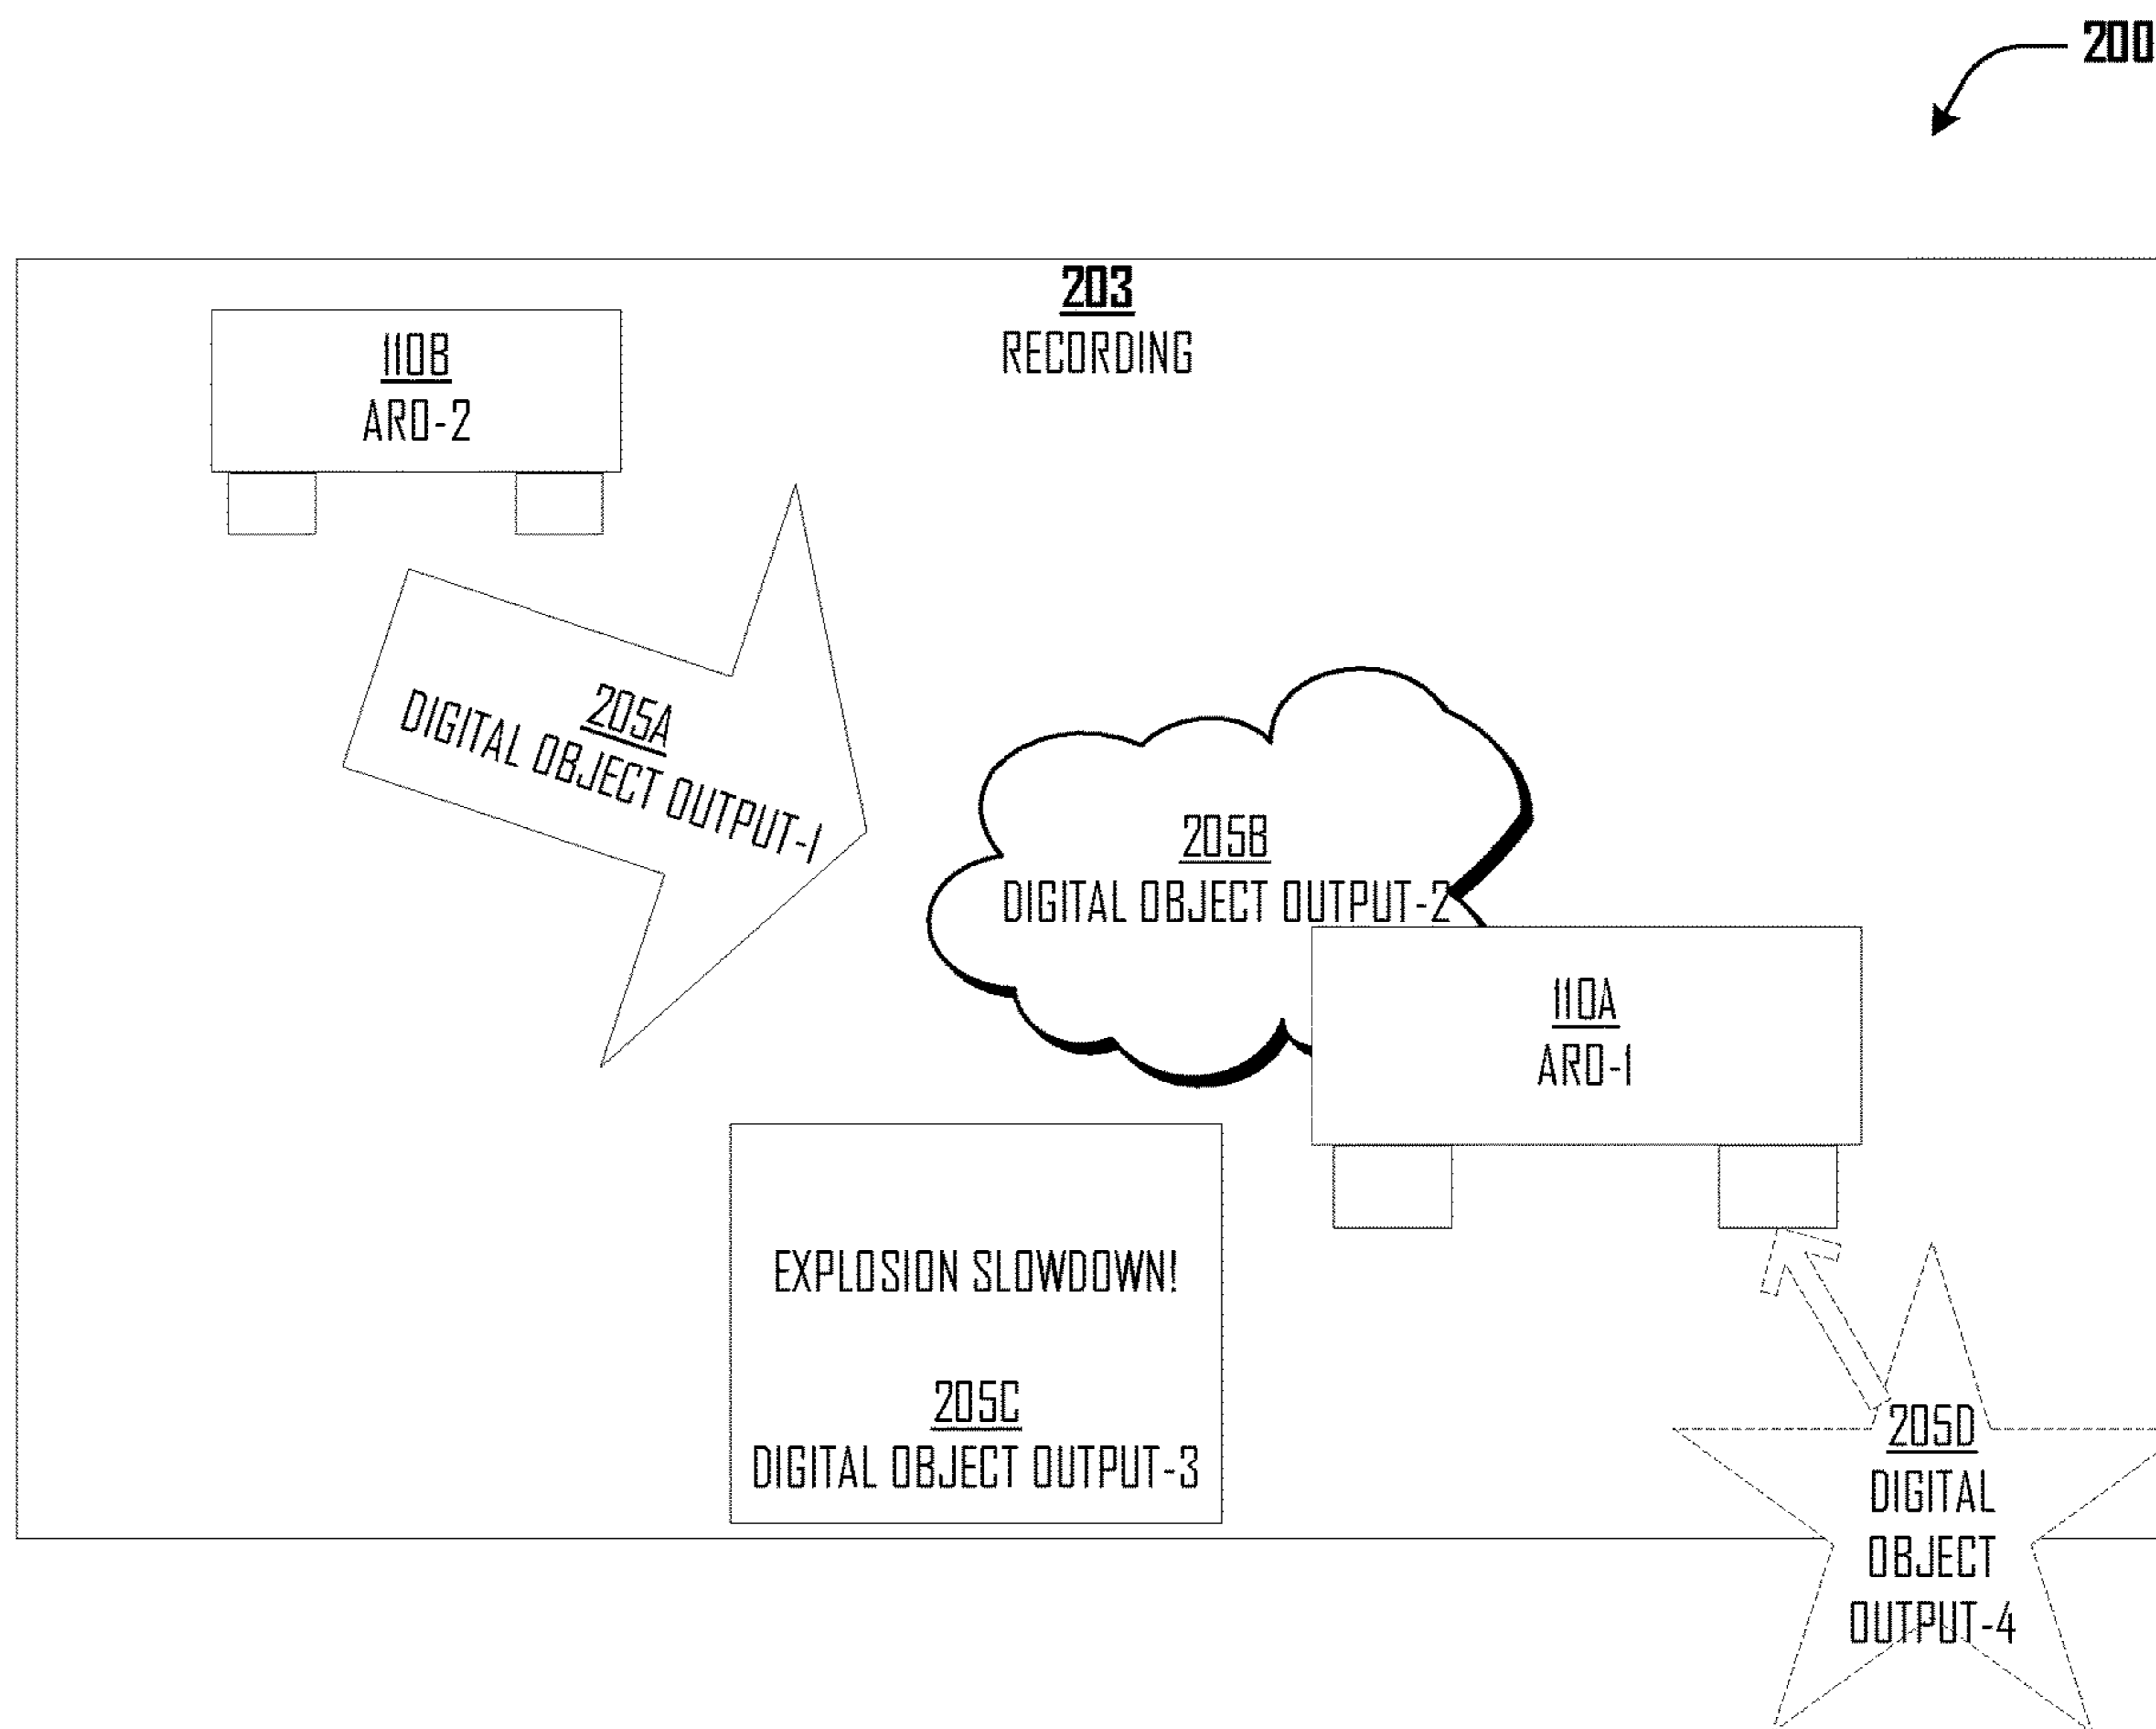 200
203
RECORDING
110B
ARO-2
205A
DIGITAL OBJECT OUTPUT-1
205B
DIGITAL OBJECT OUTPUT-2
110A
ARO-1
EXPLOSION SLOWDOWN!
205C
DIGITAL OBJECT OUTPUT-3
205D
DIGITAL
OBJECT
OUTPUT-4